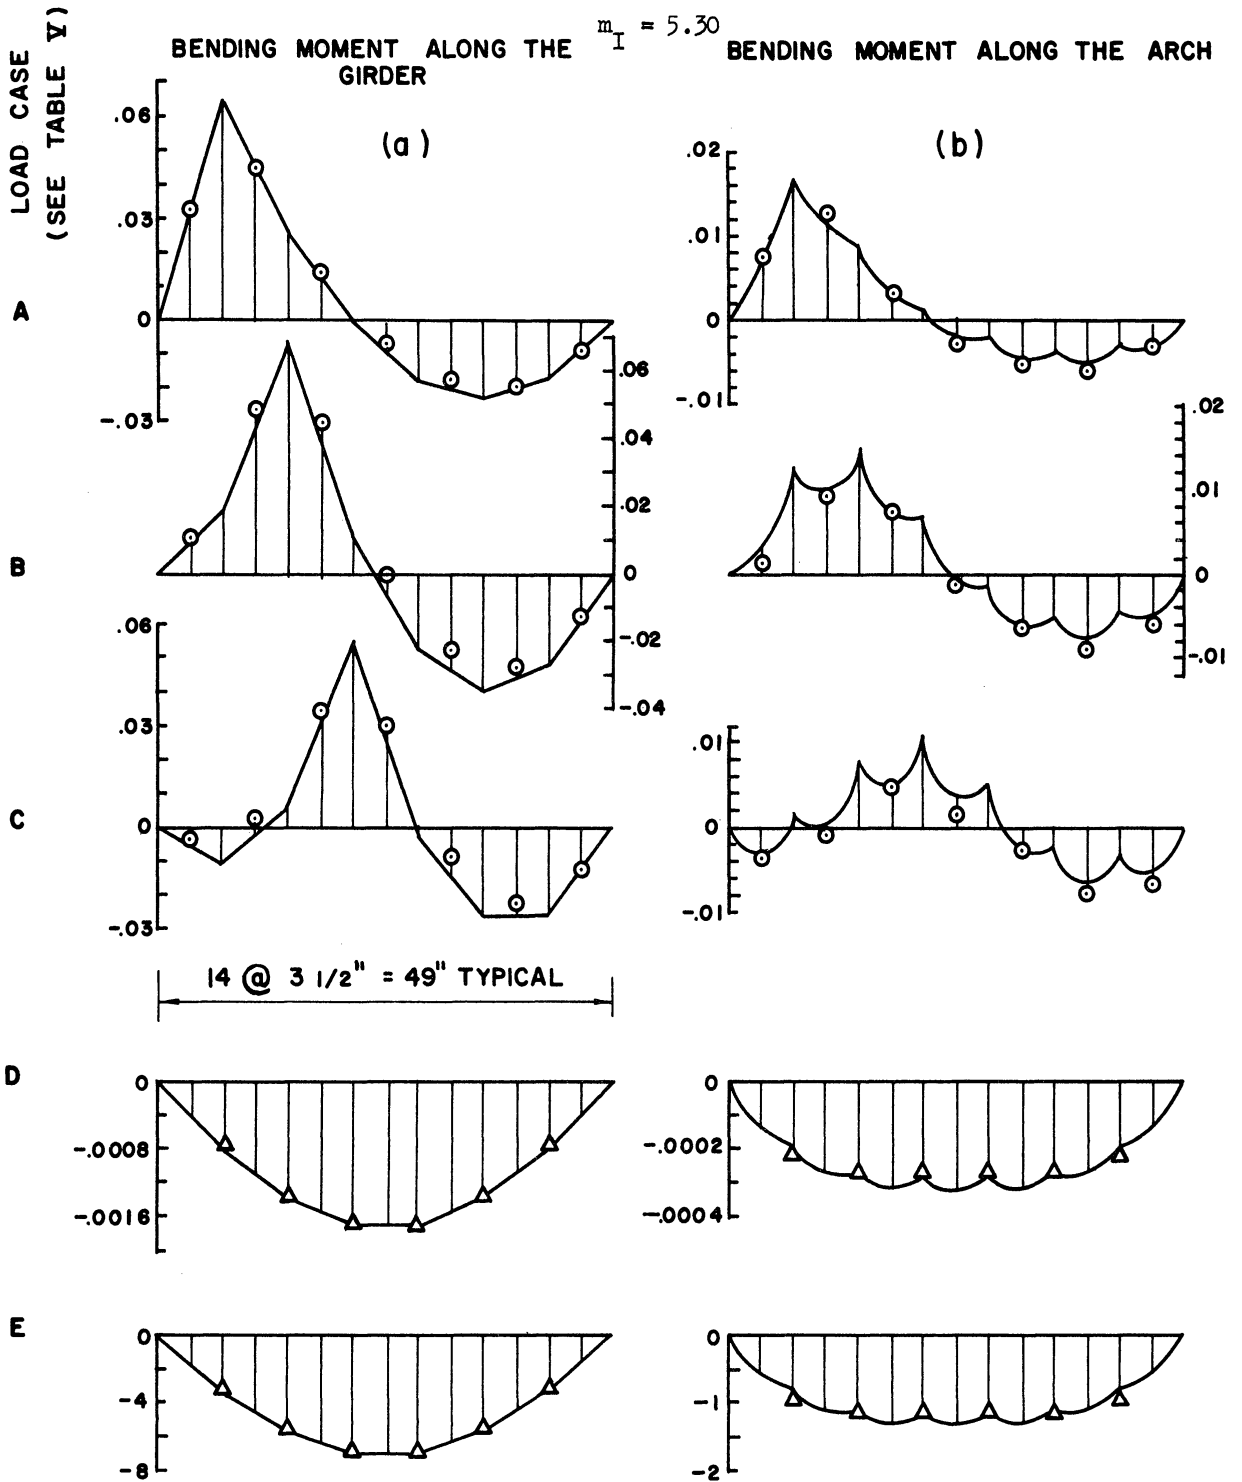 LOAD CASE
(SEE TABLE V)
m_I = 5.30
BENDING MOMENT ALONG THE
GIRDER
BENDING MOMENT ALONG THE ARCH
(a)
(b)
A
.06
.03
0
-.03
.02
.01
0
-.01
B
.06
.04
.02
0
-.02
-.04
.02
.01
0
-.01
C
.06
.03
0
-.03
.01
0
-.01
14 @ 3 1/2" = 49" TYPICAL
D
0
-.0008
-.0016
0
-.0002
-.0004
E
0
-4
-8
0
-1
-2